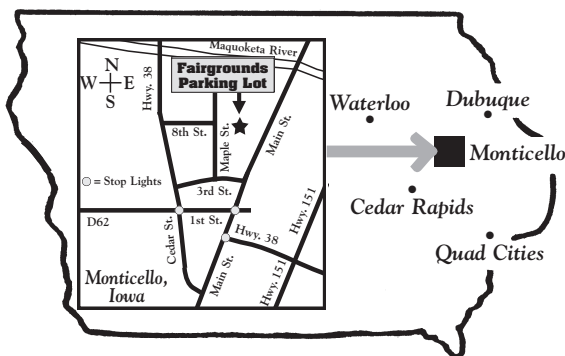 Maquoketa River
N
W E
S
Hwy. 38
Fairgrounds
Parking Lot
8th St.
Maple St.
Main St.
= Stop Lights
3rd St.
D62
1st St.
Cedar St.
Hwy. 38
Hwy. 151
Main St.
Hwy. 151
Monticello,
Iowa
Waterloo
Dubuque
Monticello
Cedar Rapids
Quad Cities